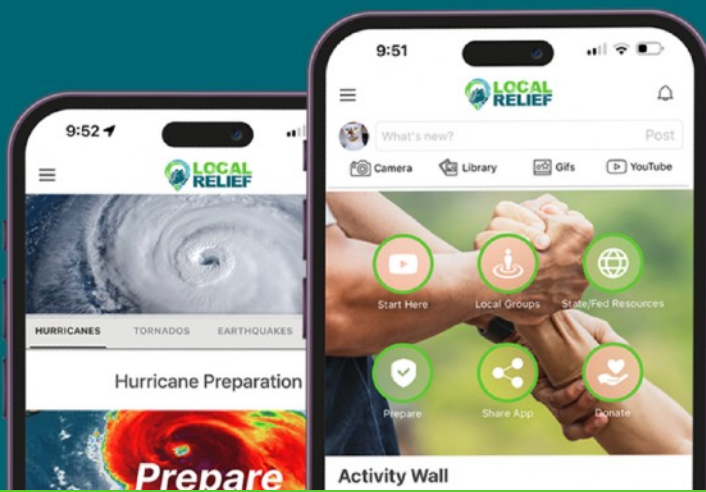 9:52
LOCAL
RELIEF
HURRICANES TORNADOS EARTHQUAKES
Hurricane Preparation
Prepare
9:51
LOCAL
RELIEF
What's new? Post
Camera Library Gifs YouTube
Start Here Local Groups State/Fed Resources
Prepare Share App Donate
Activity Wall